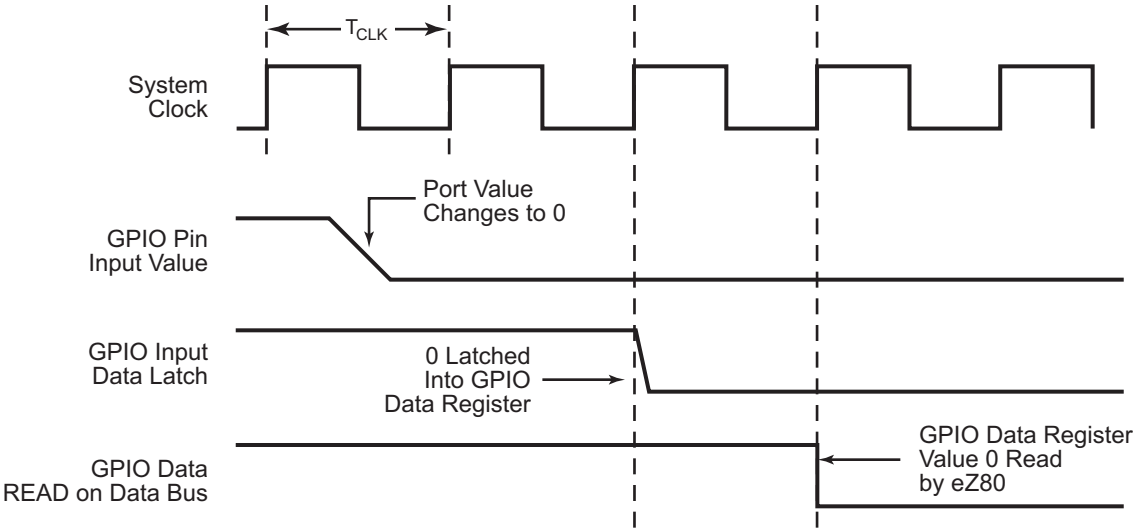 TCLK
System
Clock
Port Value
Changes to 0
GPIO Pin
Input Value
GPIO Input
Data Latch
0 Latched
Into GPIO
Data Register
GPIO Data
READ on Data Bus
GPIO Data Register
Value 0 Read
by eZ80